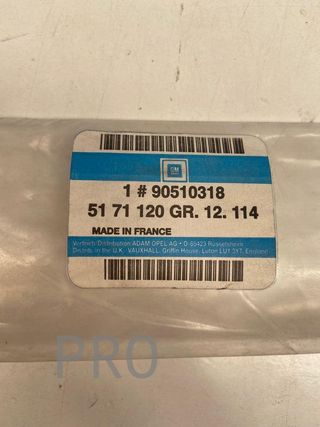 GM
1 # 90510318
51 71 120 GR. 12. 114
MADE IN FRANCE
Vertrieb/Distribution ADAM OPEL AG • D-65423 Rüsselsheim
Distrib. in the U.K.: VAUXHALL, Griffin House, Luton LU1 3YT, England
PRO